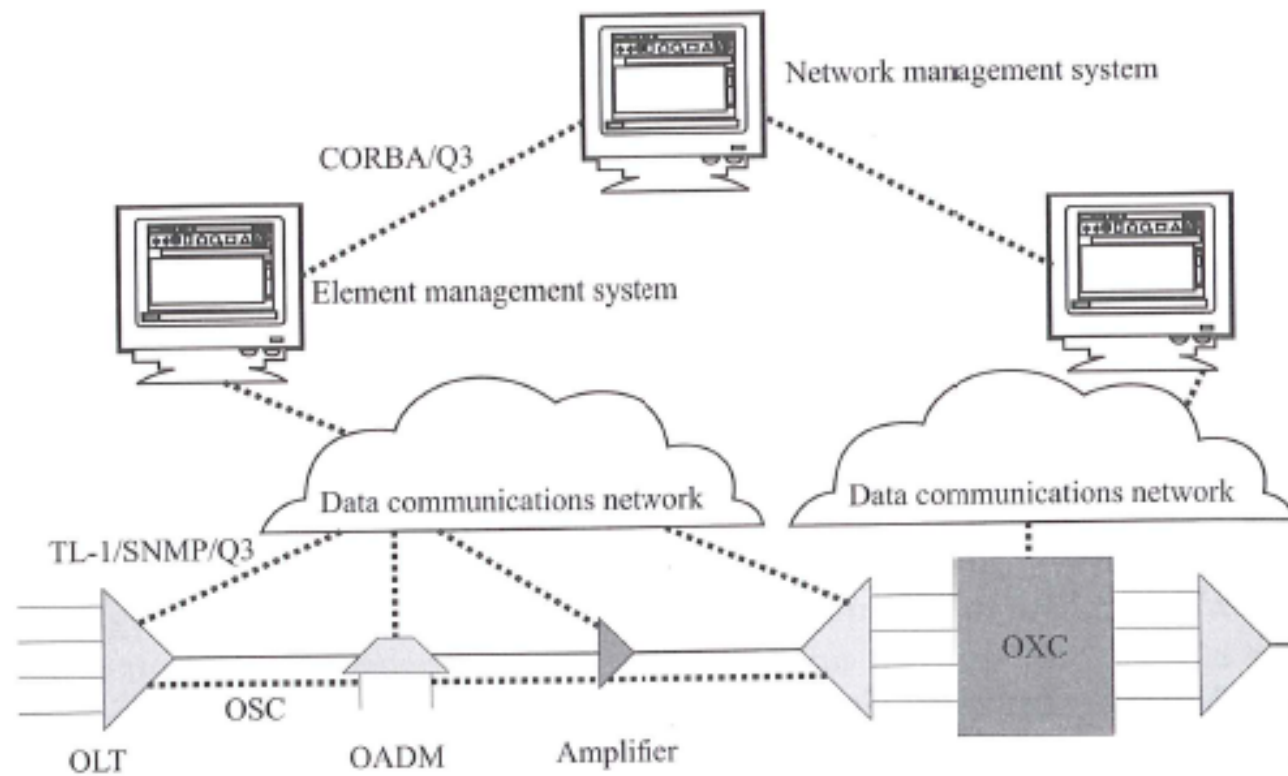 Network management system
CORBA/Q3
Element management system
Data communications network
Data communications network
TL-1/SNMP/Q3
OXC
OSC
OLT
OADM
Amplifier